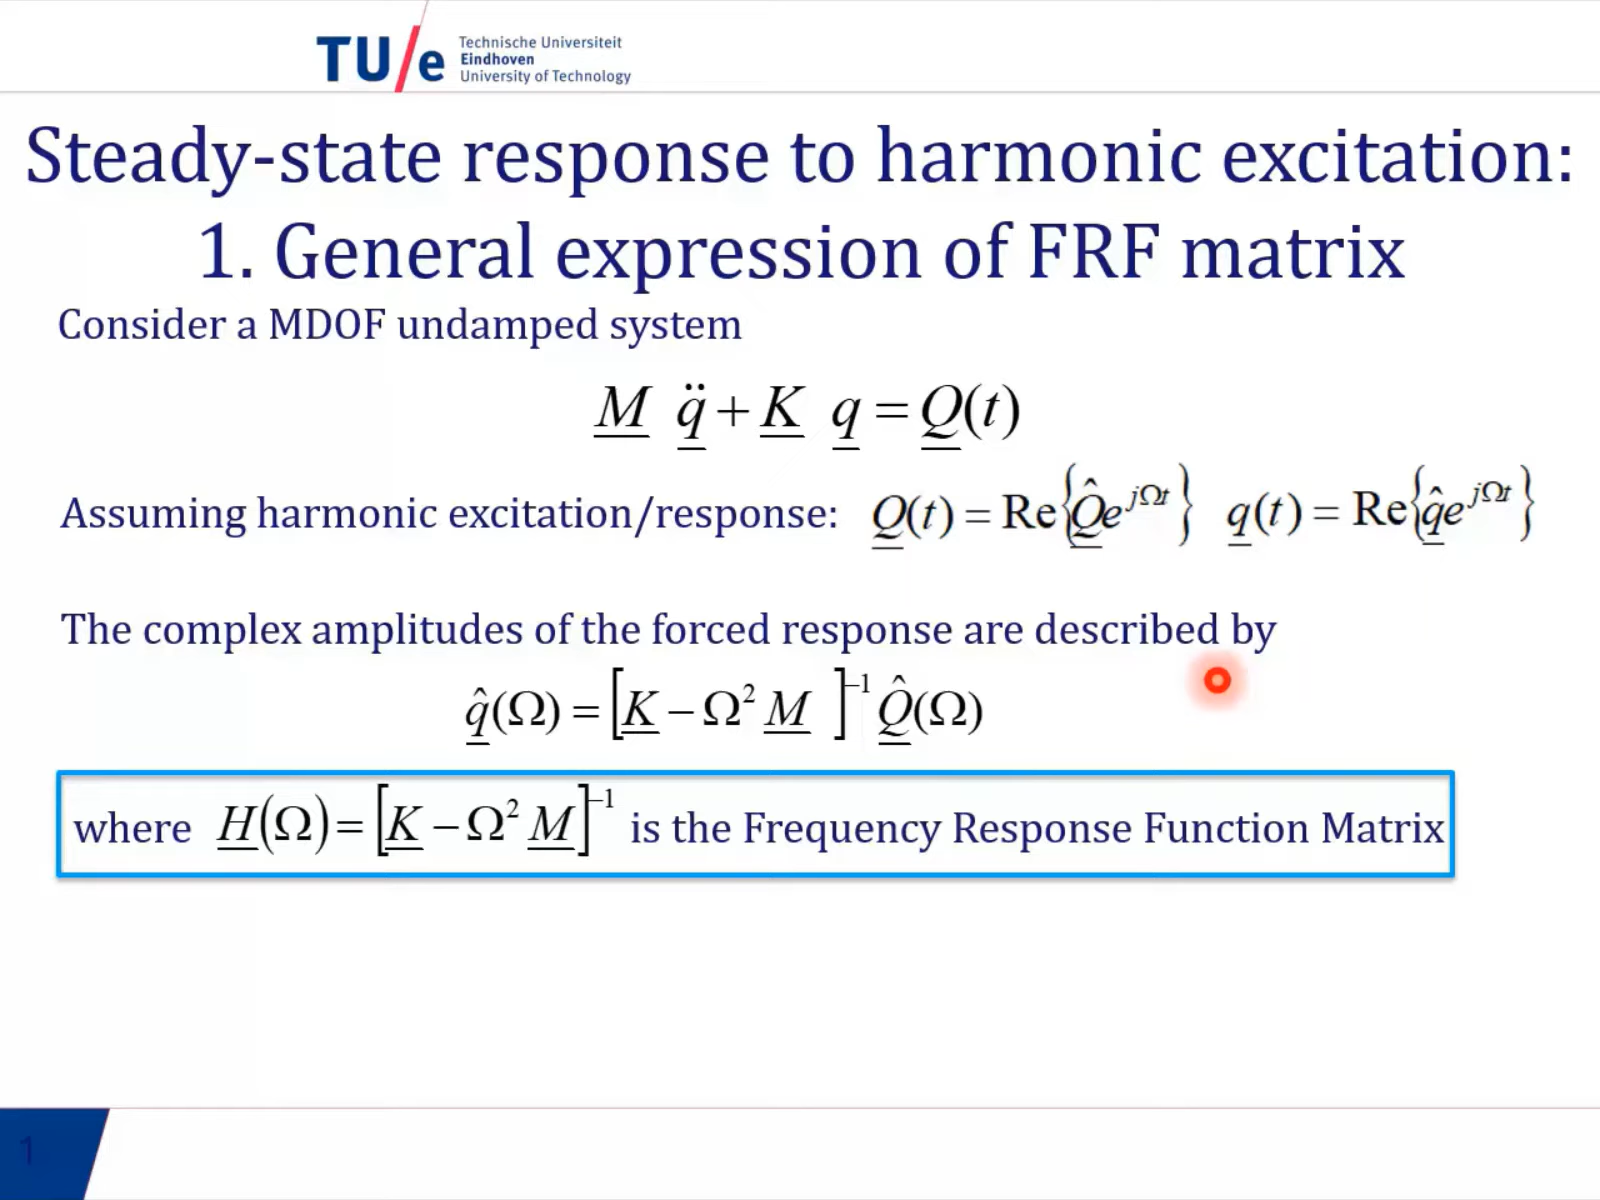 TU/e Technische Universiteit
Eindhoven
University of Technology
Steady-state response to harmonic excitation:
1. General expression of FRF matrix
Consider a MDOF undamped system
M q̈ + K q = Q(t)
Assuming harmonic excitation/response: Q(t) = Re{Q̂e^{jΩt}} q(t) = Re{q̂e^{jΩt}}
The complex amplitudes of the forced response are described by
q̂(Ω) = [K − Ω² M ]⁻¹ Q̂(Ω)
where H(Ω) = [K − Ω² M]⁻¹ is the Frequency Response Function Matrix
1